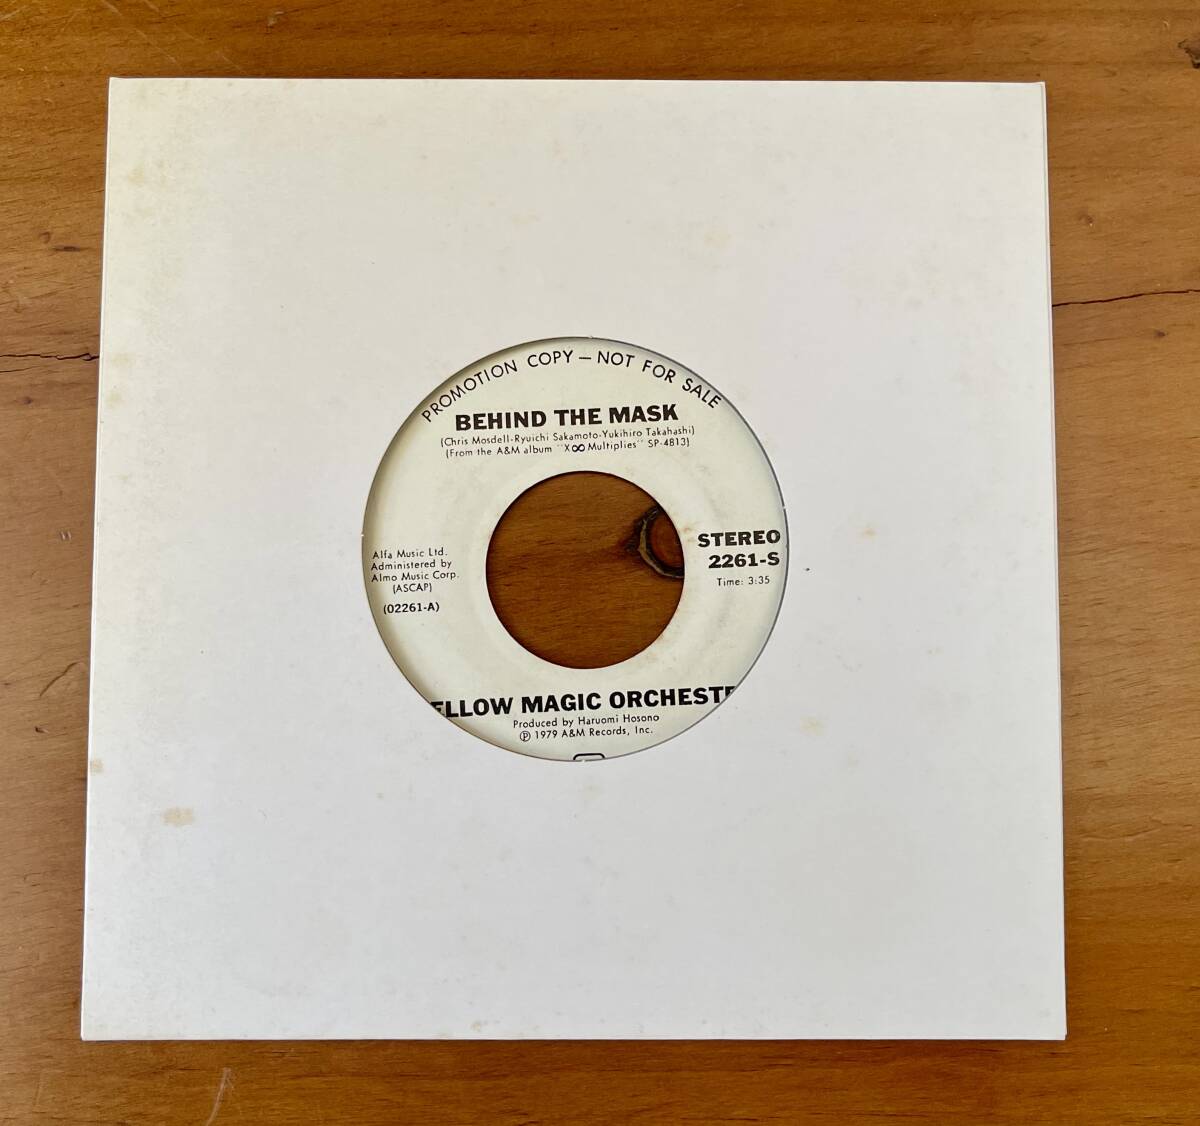 PROMOTION COPY — NOT FOR SALE
BEHIND THE MASK
(Chris Mosdell-Ryuichi Sakamoto-Yukihiro Takahashi)
(From the A&M album "X∞Multiplies" SP-4813)
STEREO
2261-S
Time: 3:35
Alfa Music Ltd.
Administered by
Almo Music Corp.
(ASCAP)
(02261-A)
ELLOW MAGIC ORCHEST
Produced by Haruomi Hosono
℗ 1979 A&M Records, Inc.